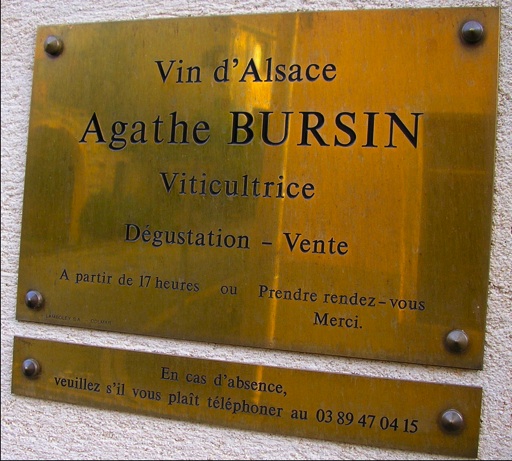 Vin d'Alsace
Agathe BURSIN
Viticultrice
Dégustation - Vente
A partir de 17 heures ou Prendre rendez-vous
Merci.
En cas d'absence,
veuillez s'il vous plaît téléphoner au 03 89 47 04 15